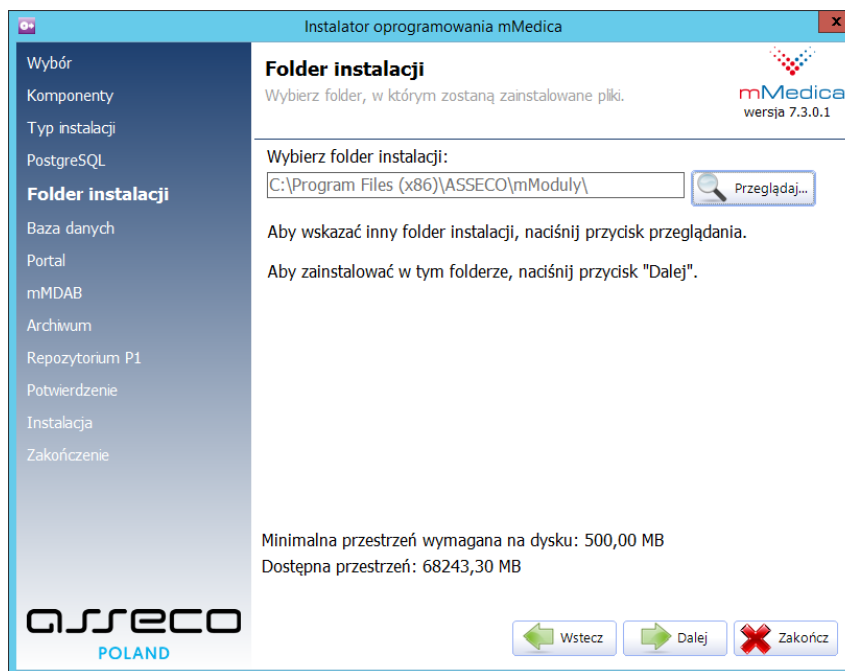 Instalator oprogramowania mMedica
x
Wybór
Komponenty
Typ instalacji
PostgreSQL
Folder instalacji
Baza danych
Portal
mMDAB
Archiwum
Repozytorium P1
Potwierdzenie
Instalacja
Zakończenie
asseco
POLAND
Folder instalacji
Wybierz folder, w którym zostaną zainstalowane pliki.
mMedica
wersja 7.3.0.1
Wybierz folder instalacji:
C:\Program Files (x86)\ASSECO\mModuly\
Przeglądaj...
Aby wskazać inny folder instalacji, naciśnij przycisk przeglądania.
Aby zainstalować w tym folderze, naciśnij przycisk "Dalej".
Minimalna przestrzeń wymagana na dysku: 500,00 MB
Dostępna przestrzeń: 68243,30 MB
Wstecz
Dalej
Zakończ